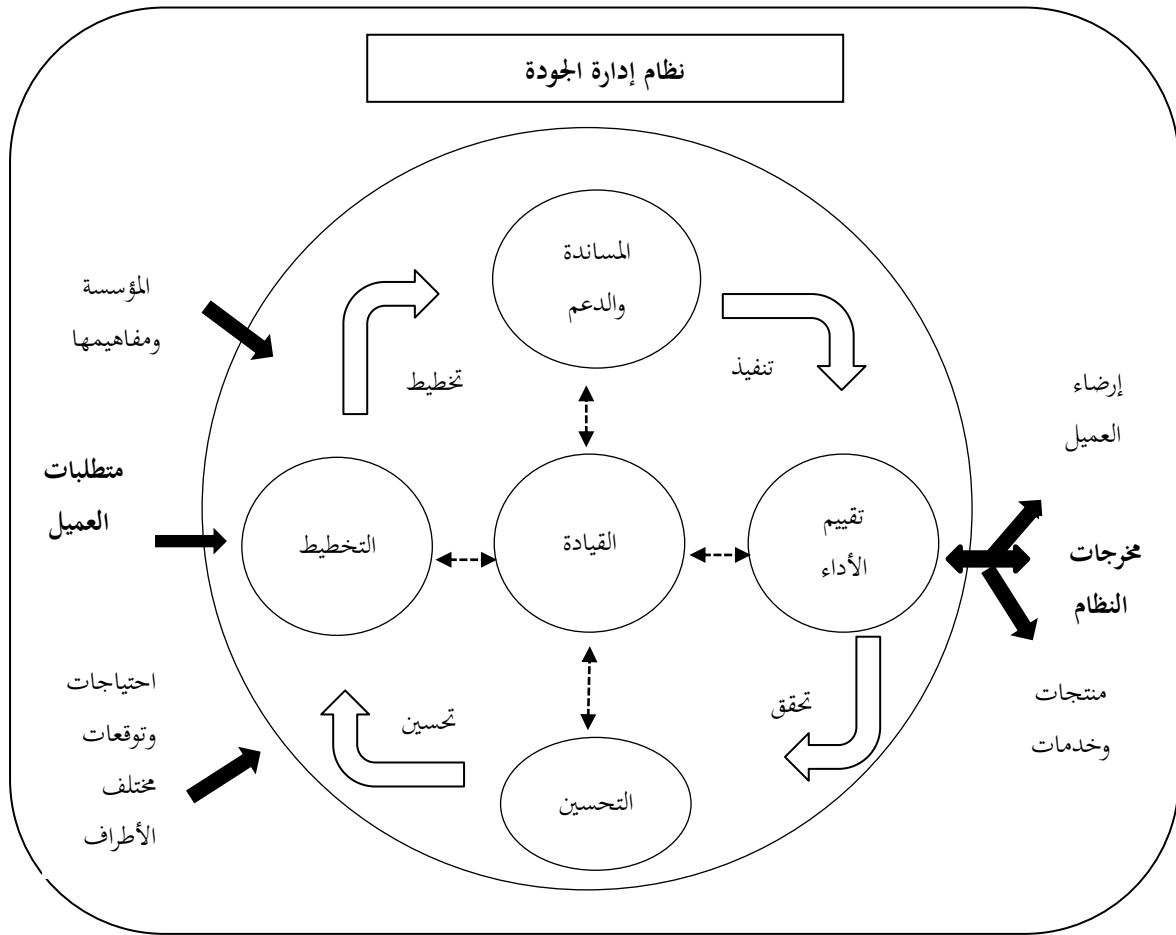 نظام إدارة الجودة
المساندة
والدعم
المؤسسة
ومفاهيمها
تخطيط
تنفيذ
إرضاء
العميل
متطلبات
العميل
التخطيط
القيادة
تقييم
الأداء
مخرجات
النظام
احتياجات
وتوقعات
مختلف
الأطراف
تحسين
التحسين
تحقق
منتجات
وخدمات